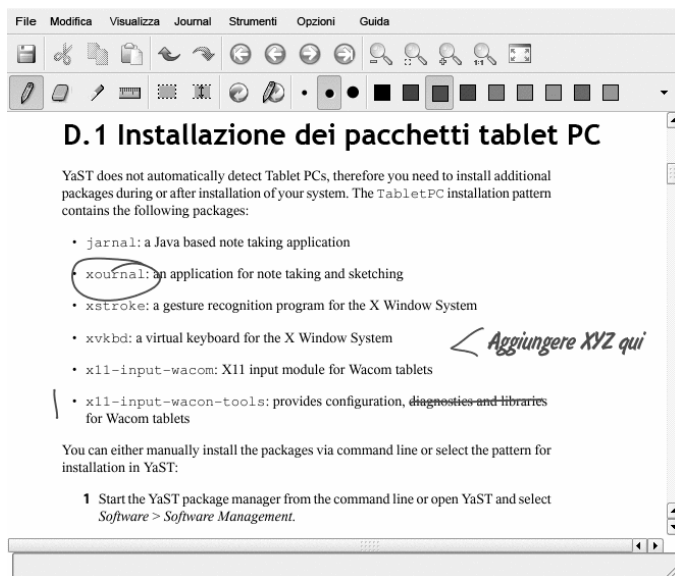 File Modifica Visualizza Journal Strumenti Opzioni Guida
1:1
D.1 Installazione dei pacchetti tablet PC
YaST does not automatically detect Tablet PCs, therefore you need to install additional
packages during or after installation of your system. The TabletPC installation pattern
contains the following packages:
• jarnal: a Java based note taking application
• xournal: an application for note taking and sketching
• xstroke: a gesture recognition program for the X Window System
• xvkbd: a virtual keyboard for the X Window System
Aggiungere XYZ qui
• x11-input-wacom: X11 input module for Wacom tablets
• x11-input-wacon-tools: provides configuration, diagnostics and libraries
for Wacom tablets
You can either manually install the packages via command line or select the pattern for
installation in YaST:
1 Start the YaST package manager from the command line or open YaST and select
Software > Software Management.